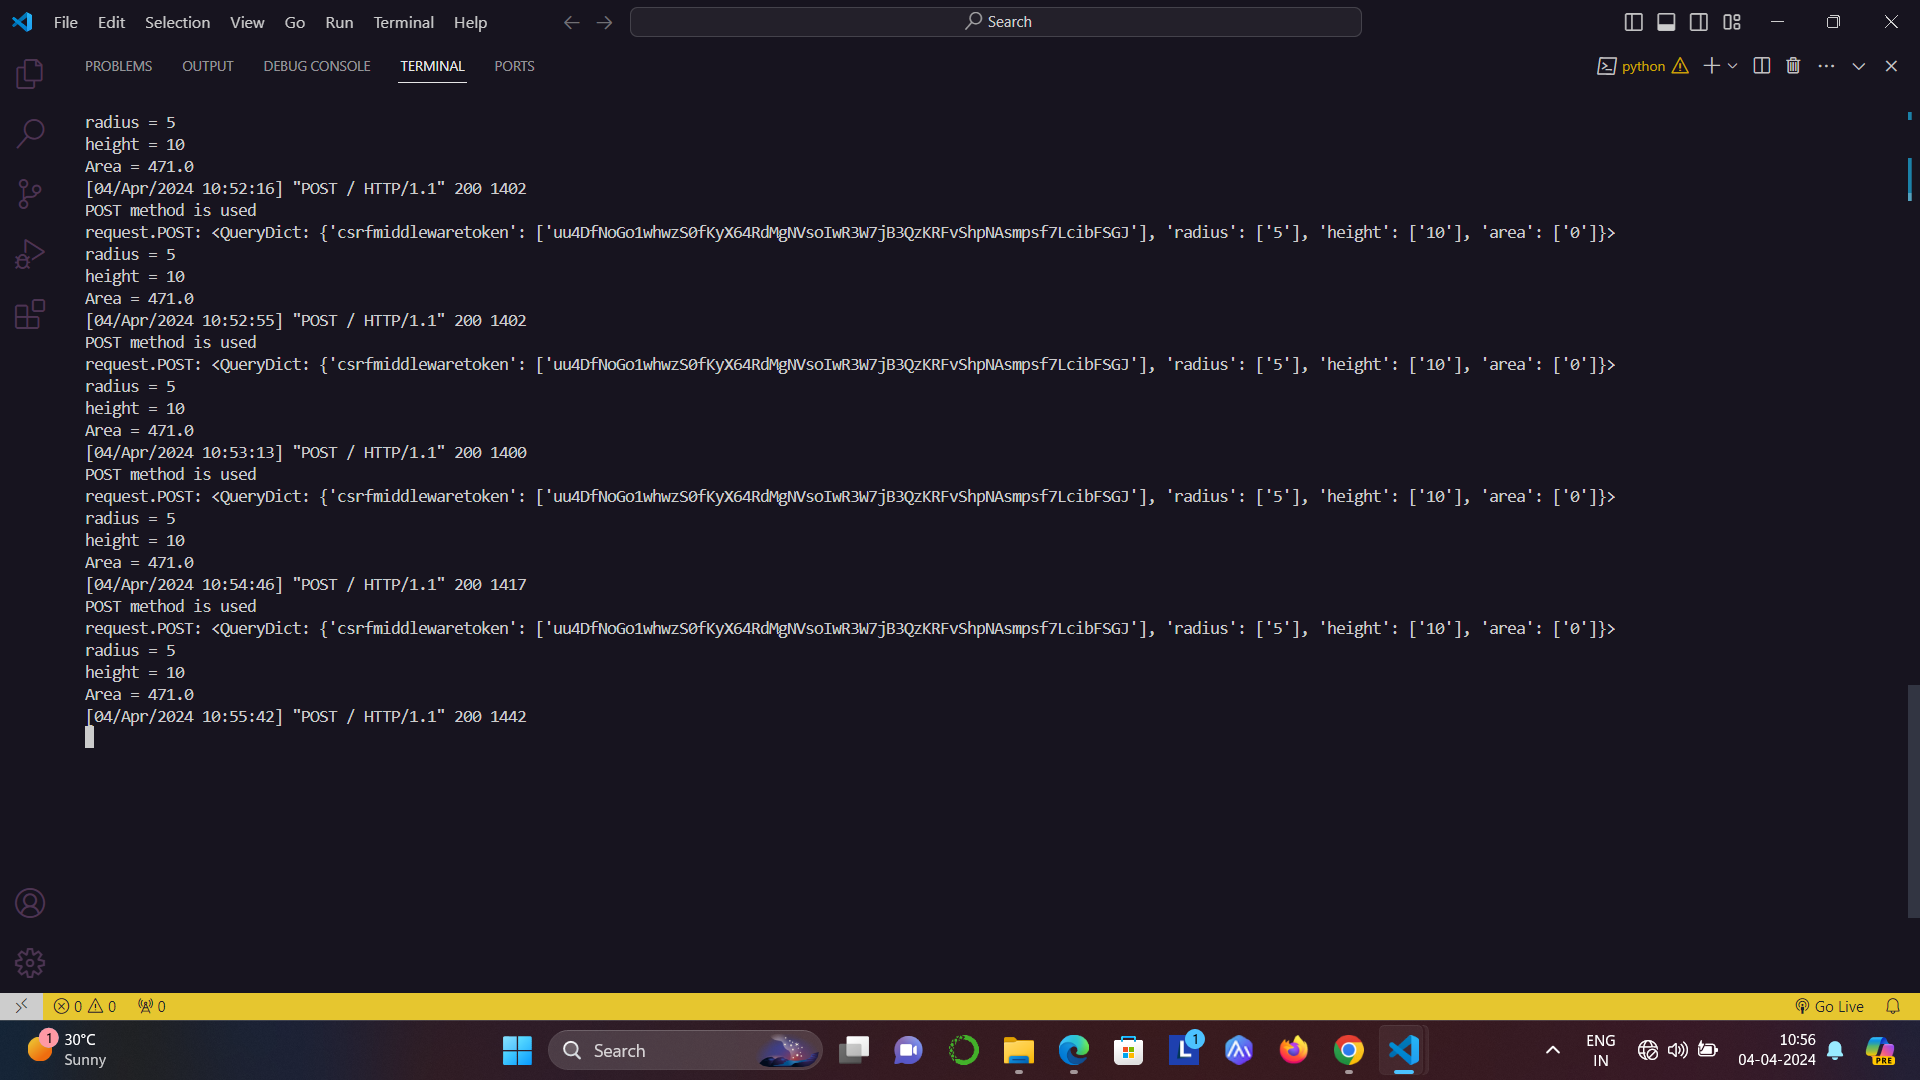 File Edit Selection View Go Run Terminal Help Search
PROBLEMS OUTPUT DEBUG CONSOLE TERMINAL PORTS python
radius = 5
height = 10
Area = 471.0
[04/Apr/2024 10:52:16] "POST / HTTP/1.1" 200 1402
POST method is used
request.POST: <QueryDict: {'csrfmiddlewaretoken': ['uu4DfNoGo1whwzS0fKyX64RdMgNVsoIwR3W7jB3QzKRFvShpNAsmpsf7LcibFSGJ'], 'radius': ['5'], 'height': ['10'], 'area': ['0']}>
radius = 5
height = 10
Area = 471.0
[04/Apr/2024 10:52:55] "POST / HTTP/1.1" 200 1402
POST method is used
request.POST: <QueryDict: {'csrfmiddlewaretoken': ['uu4DfNoGo1whwzS0fKyX64RdMgNVsoIwR3W7jB3QzKRFvShpNAsmpsf7LcibFSGJ'], 'radius': ['5'], 'height': ['10'], 'area': ['0']}>
radius = 5
height = 10
Area = 471.0
[04/Apr/2024 10:53:13] "POST / HTTP/1.1" 200 1400
POST method is used
request.POST: <QueryDict: {'csrfmiddlewaretoken': ['uu4DfNoGo1whwzS0fKyX64RdMgNVsoIwR3W7jB3QzKRFvShpNAsmpsf7LcibFSGJ'], 'radius': ['5'], 'height': ['10'], 'area': ['0']}>
radius = 5
height = 10
Area = 471.0
[04/Apr/2024 10:54:46] "POST / HTTP/1.1" 200 1417
POST method is used
request.POST: <QueryDict: {'csrfmiddlewaretoken': ['uu4DfNoGo1whwzS0fKyX64RdMgNVsoIwR3W7jB3QzKRFvShpNAsmpsf7LcibFSGJ'], 'radius': ['5'], 'height': ['10'], 'area': ['0']}>
radius = 5
height = 10
Area = 471.0
[04/Apr/2024 10:55:42] "POST / HTTP/1.1" 200 1442
0 0 0 Go Live
1 30°C Search 1 ENG 10:56
Sunny IN 04-04-2024 PRE